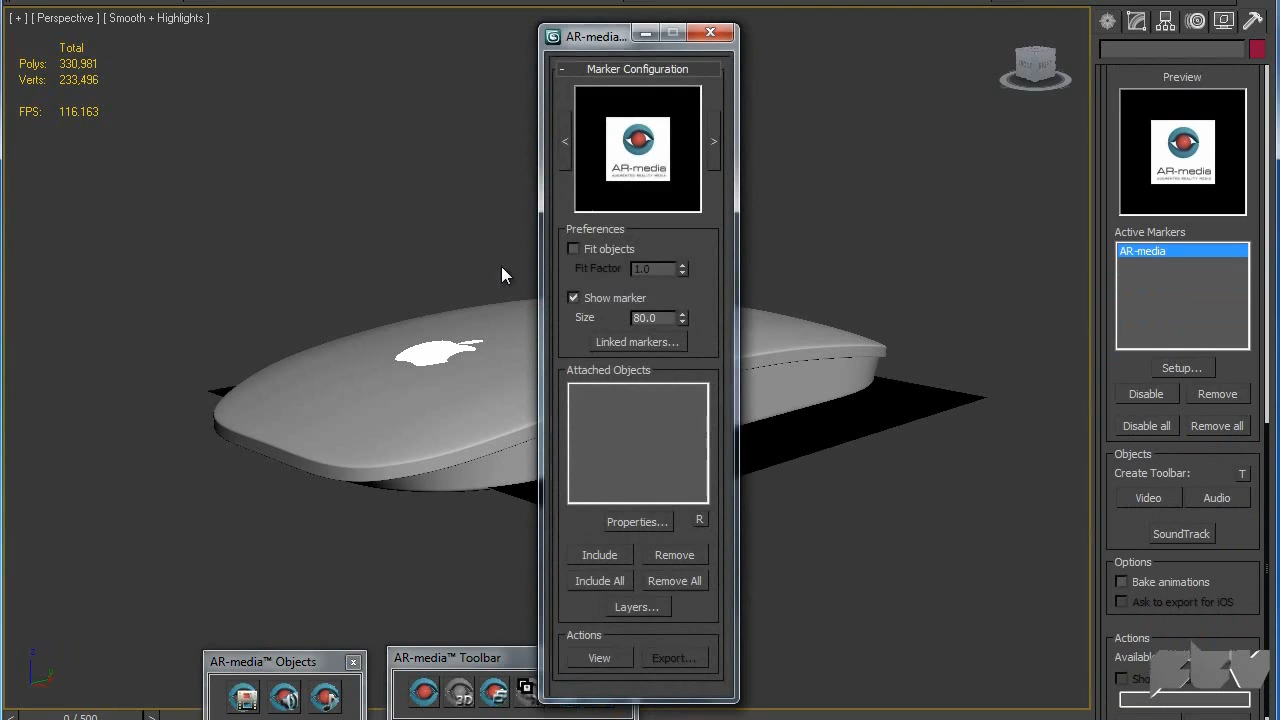 [ + ] [ Perspective ] [ Smooth + Highlights ]
Total
Polys: 330,981
Verts: 233,496
FPS: 116.163
AR-media...
- Marker Configuration
<
>
AR-media
AUGMENTED REALITY MEDIA
Preferences
Fit objects
Fit Factor 1.0
Show marker
Size 80.0
Linked markers...
Attached Objects
Properties... R
Include Remove
Include All Remove All
Layers...
Actions
View Export...
Preview
AR-media
Active Markers
AR-media
Setup...
Disable Remove
Disable all Remove all
Objects
Create Toolbar: T
Video Audio
SoundTrack
Options
Bake animations
Ask to export for iOS
Actions
AR-media™ Objects
AR-media™ Toolbar
3D
z
0 / 500
>